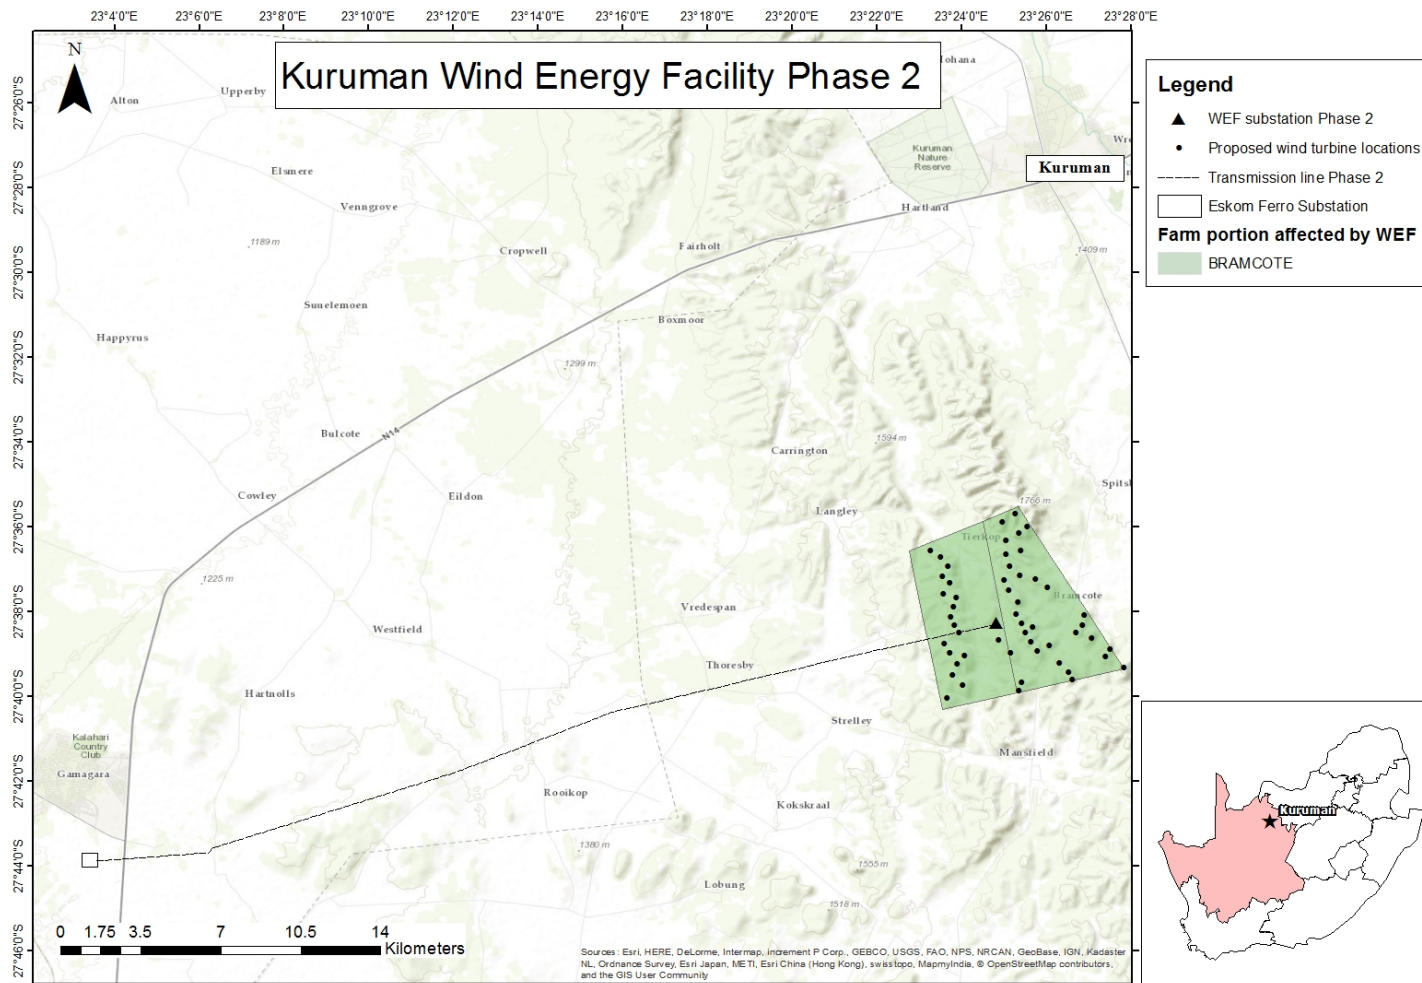 23°4'0"E 23°6'0"E 23°8'0"E 23°10'0"E 23°12'0"E 23°14'0"E 23°16'0"E 23°18'0"E 23°20'0"E 23°22'0"E 23°24'0"E 23°26'0"E 23°28'0"E
N
Kuruman Wind Energy Facility Phase 2
27°26'0"S
27°28'0"S
27°30'0"S
27°32'0"S
27°34'0"S
27°36'0"S
27°38'0"S
27°40'0"S
27°42'0"S
27°44'0"S
27°46'0"S
Alton
Upperby
Elsmere
Venngrove
1189 m
Cropwell
Fairholt
Kuruman
Nature
Reserve
Kuruman
Hartland
1409 m
Suuelemoen
Happyrus
Boxmoor
1299 m
Bulcote
N14
1594 m
Carrington
Cowley
Eildon
Langley
1766 m
Tierkop
1225 m
Bramcote
Vredespan
Westfield
Thoresby
Hartnolls
Strelley
Kalahari
Country
Club
Gamagara
Mansfield
Rooikop
Kokskraal
1380 m
1555 m
Lobung
1518 m
0 1.75 3.5 7 10.5 14
Kilometers
Sources: Esri, HERE, DeLorme, Intermap, increment P Corp., GEBCO, USGS, FAO, NPS, NRCAN, GeoBase, IGN, Kadaster
NL, Ordnance Survey, Esri Japan, METI, Esri China (Hong Kong), swisstopo, MapmyIndia, © OpenStreetMap contributors,
and the GIS User Community
Legend
WEF substation Phase 2
Proposed wind turbine locations
Transmission line Phase 2
Eskom Ferro Substation
Farm portion affected by WEF
BRAMCOTE
Kuruman